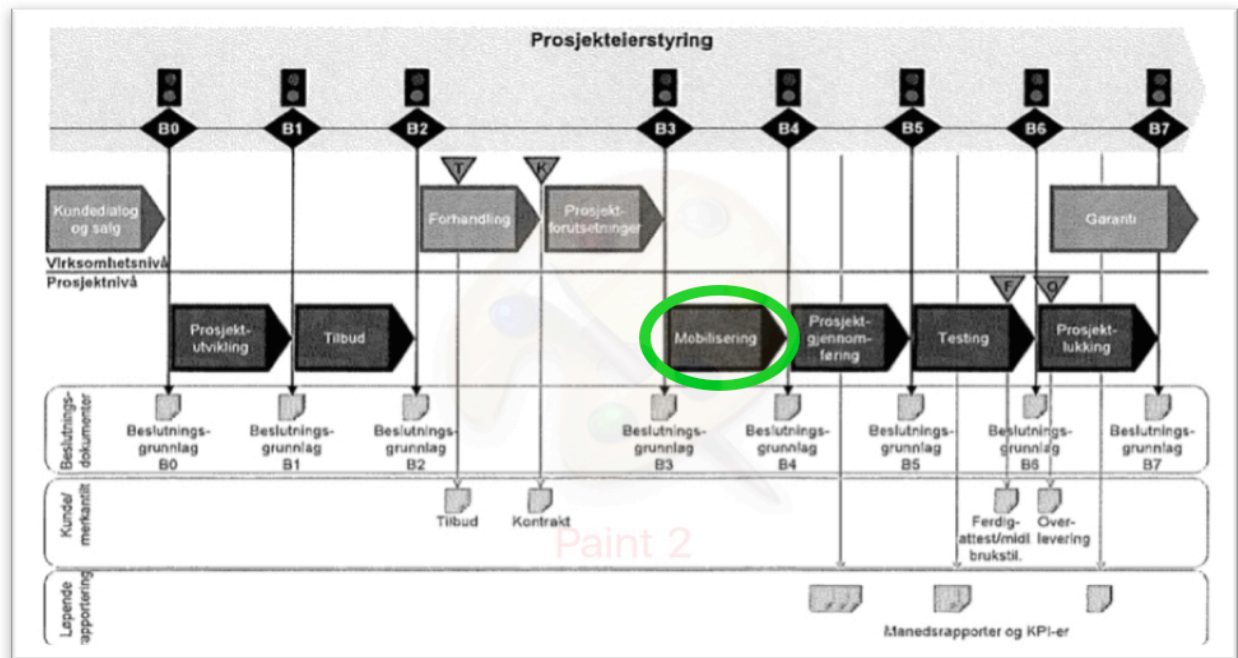 Prosjekteierstyring
B0
B1
B2
B3
B4
B5
B6
B7
T
K
Kundedialog
og salg
Forhandling
Prosjekt-
forutsetninger
Garanti
Virksomhetsnivå
Prosjektnivå
F
O
Prosjekt-
utvikling
Tilbud
Mobilisering
Prosjekt-
gjennom-
føring
Testing
Prosjekt-
lukking
Beslutnings-
dokumenter
Beslutnings-
grunnlag
B0
Beslutnings-
grunnlag
B1
Beslutnings-
grunnlag
B2
Beslutnings-
grunnlag
B3
Beslutnings-
grunnlag
B4
Beslutnings-
grunnlag
B5
Beslutnings-
grunnlag
B6
Beslutnings-
grunnlag
B7
Kunde/
merkantilt
Tilbud
Kontrakt
Ferdig-
attest/midl.
brukstil.
Over-
levering
Paint 2
Løpende
rapportering
Månedsrapporter og KPI-er